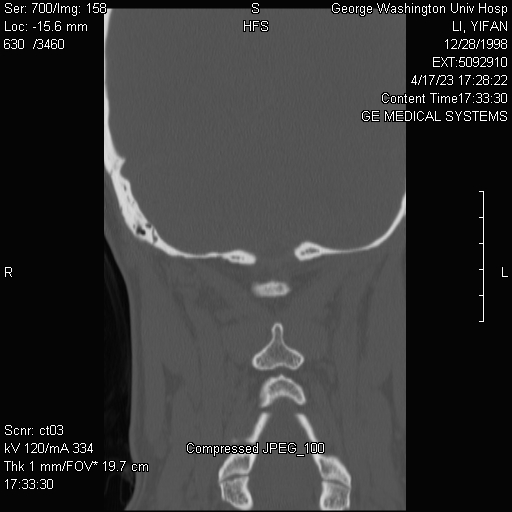 Ser: 700/Img: 158
Loc: -15.6 mm
630 /3460
S
HFS
George Washington Univ Hosp
LI, YIFAN
12/28/1998
EXT:5092910
4/17/23 17:28:22
Content Time17:33:30
GE MEDICAL SYSTEMS
R
L
Scnr: ct03
kV 120/mA 334
Thk 1 mm/FOV* 19.7 cm
17:33:30
Compressed JPEG_100